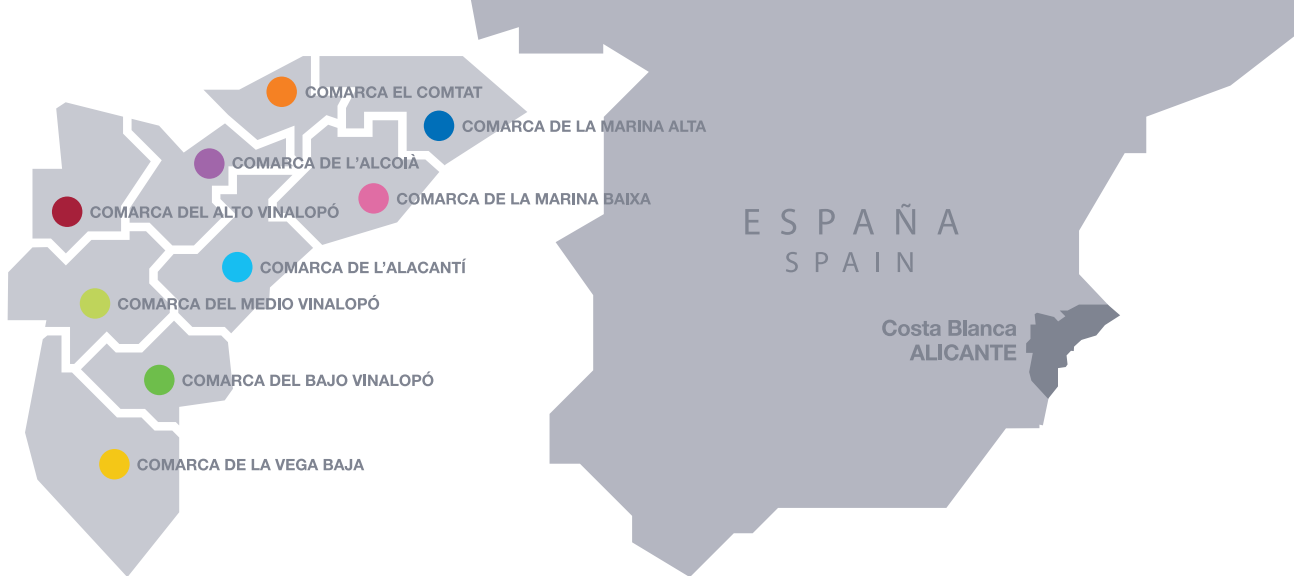 COMARCA EL COMTAT
COMARCA DE LA MARINA ALTA
COMARCA DE L'ALCOIÀ
COMARCA DE LA MARINA BAIXA
COMARCA DEL ALTO VINALOPÓ
COMARCA DE L'ALACANTÍ
COMARCA DEL MEDIO VINALOPÓ
COMARCA DEL BAJO VINALOPÓ
COMARCA DE LA VEGA BAJA
ESPAÑA
SPAIN
Costa Blanca
ALICANTE